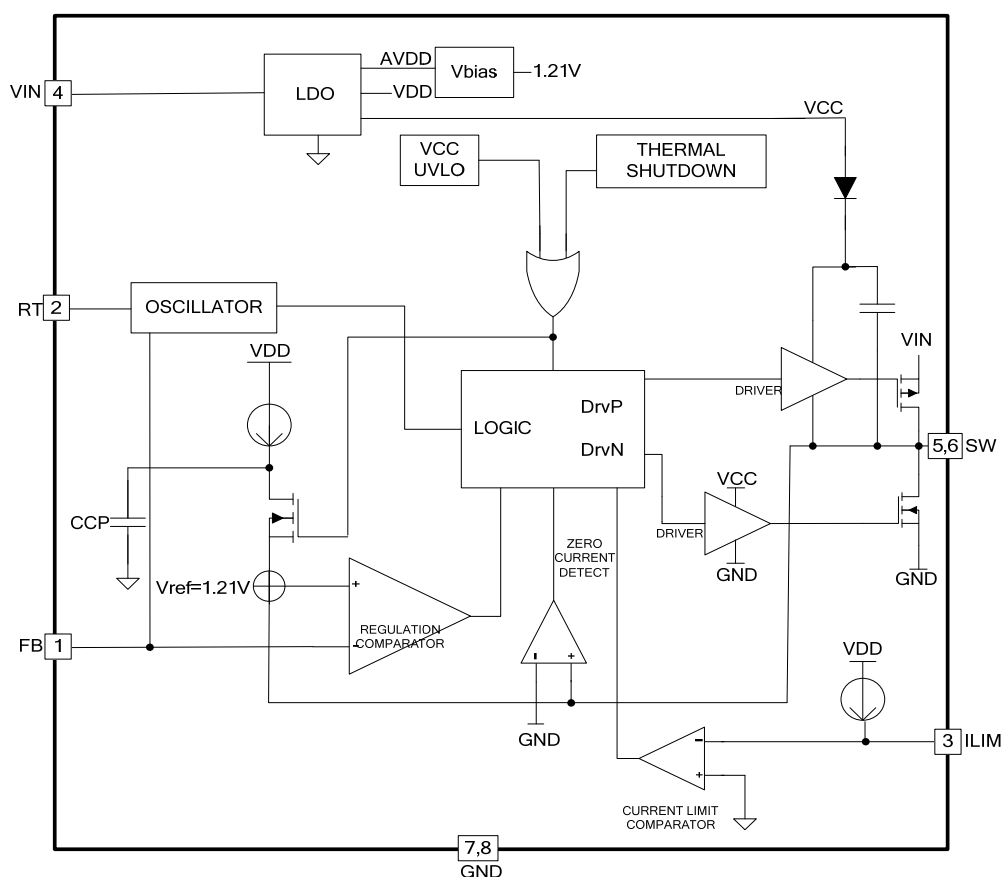 AVDD
Vbias
1.21V
VIN
4
LDO
VDD
VCC
VCC
UVLO
THERMAL
SHUTDOWN
RT
2
OSCILLATOR
VDD
VIN
DRIVER
DrvP
LOGIC
DrvN
5,6
SW
VCC
CCP
DRIVER
ZERO
CURRENT
DETECT
GND
GND
Vref=1.21V
+
REGULATION
COMPARATOR
-
FB
1
- +
VDD
GND
3
ILIM
-
+
CURRENT LIMIT
COMPARATOR
7,8
GND